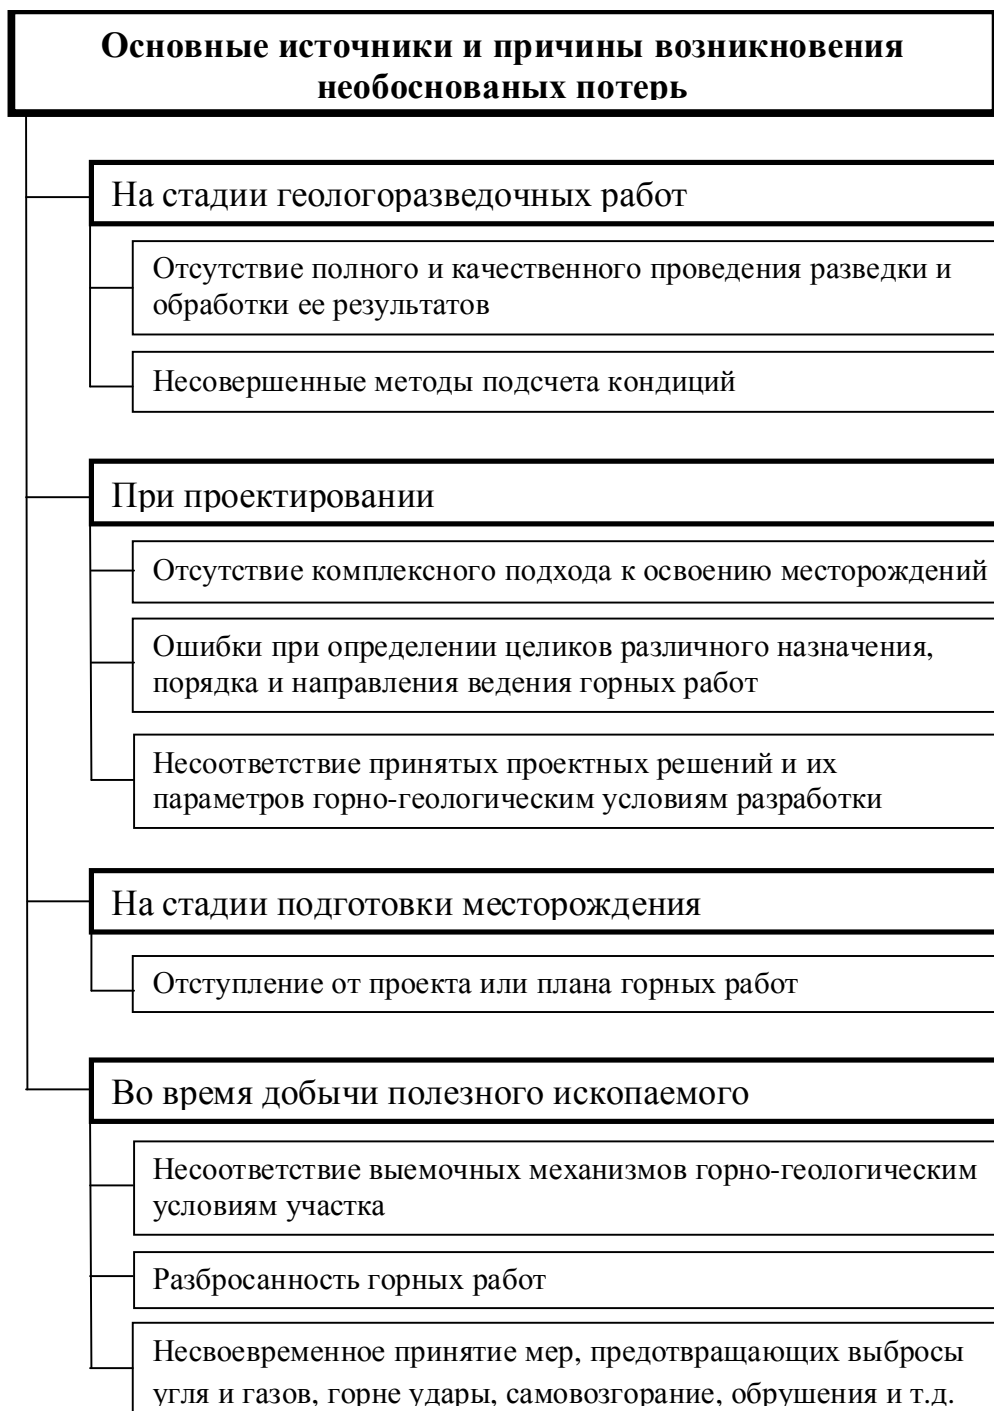 Основные источники и причины возникновения
необоснованых потерь
На стадии геологоразведочных работ
Отсутствие полного и качественного проведения разведки и
обработки ее результатов
Несовершенные методы подсчета кондиций
При проектировании
Отсутствие комплексного подхода к освоению месторождений
Ошибки при определении целиков различного назначения,
порядка и направления ведения горных работ
Несоответствие принятых проектных решений и их
параметров горно-геологическим условиям разработки
На стадии подготовки месторождения
Отступление от проекта или плана горных работ
Во время добычи полезного ископаемого
Несоответствие выемочных механизмов горно-геологическим
условиям участка
Разбросанность горных работ
Несвоевременное принятие мер, предотвращающих выбросы
угля и газов, горне удары, самовозгорание, обрушения и т.д.